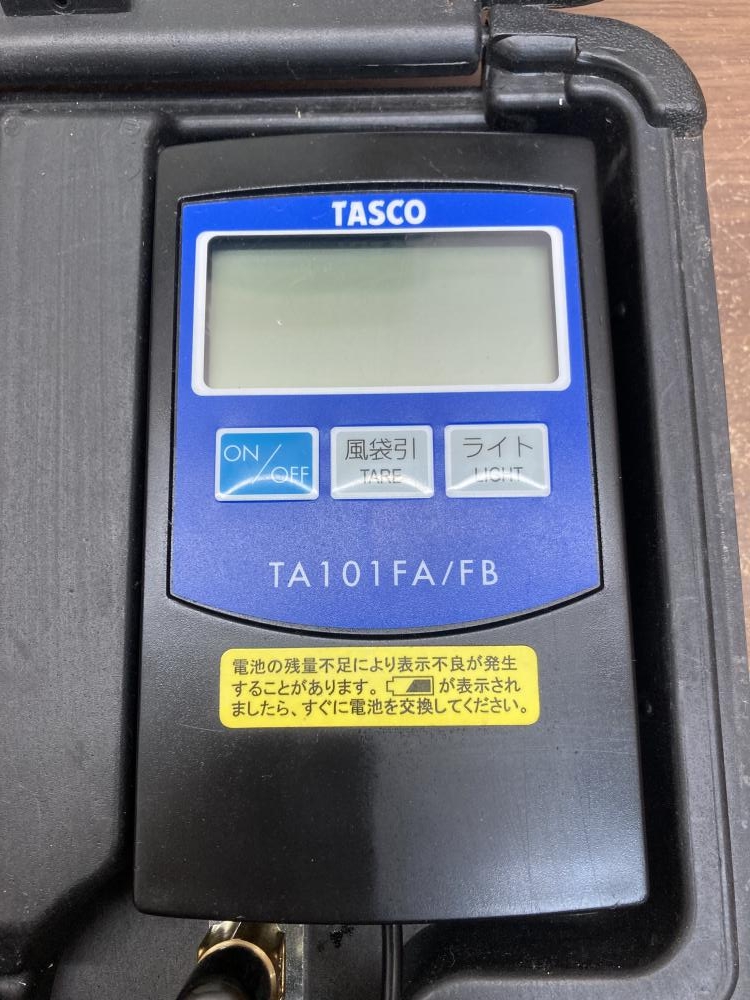 TASCO
ON/OFF
風袋引
TARE
ライト
LIGHT
TA101FA/FB
電池の残量不足により表示不良が発生
することがあります。が表示され
ましたら、すぐに電池を交換してください。